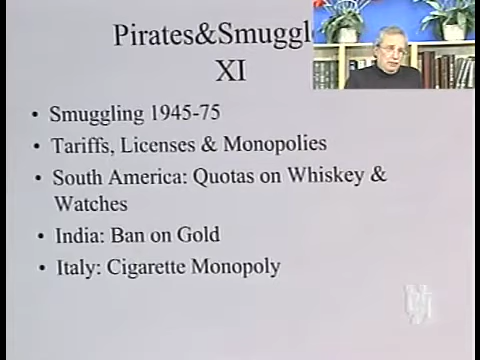 Pirates&Smuggl
XI
• Smuggling 1945-75
• Tariffs, Licenses & Monopolies
• South America: Quotas on Whiskey &
Watches
• India: Ban on Gold
• Italy: Cigarette Monopoly